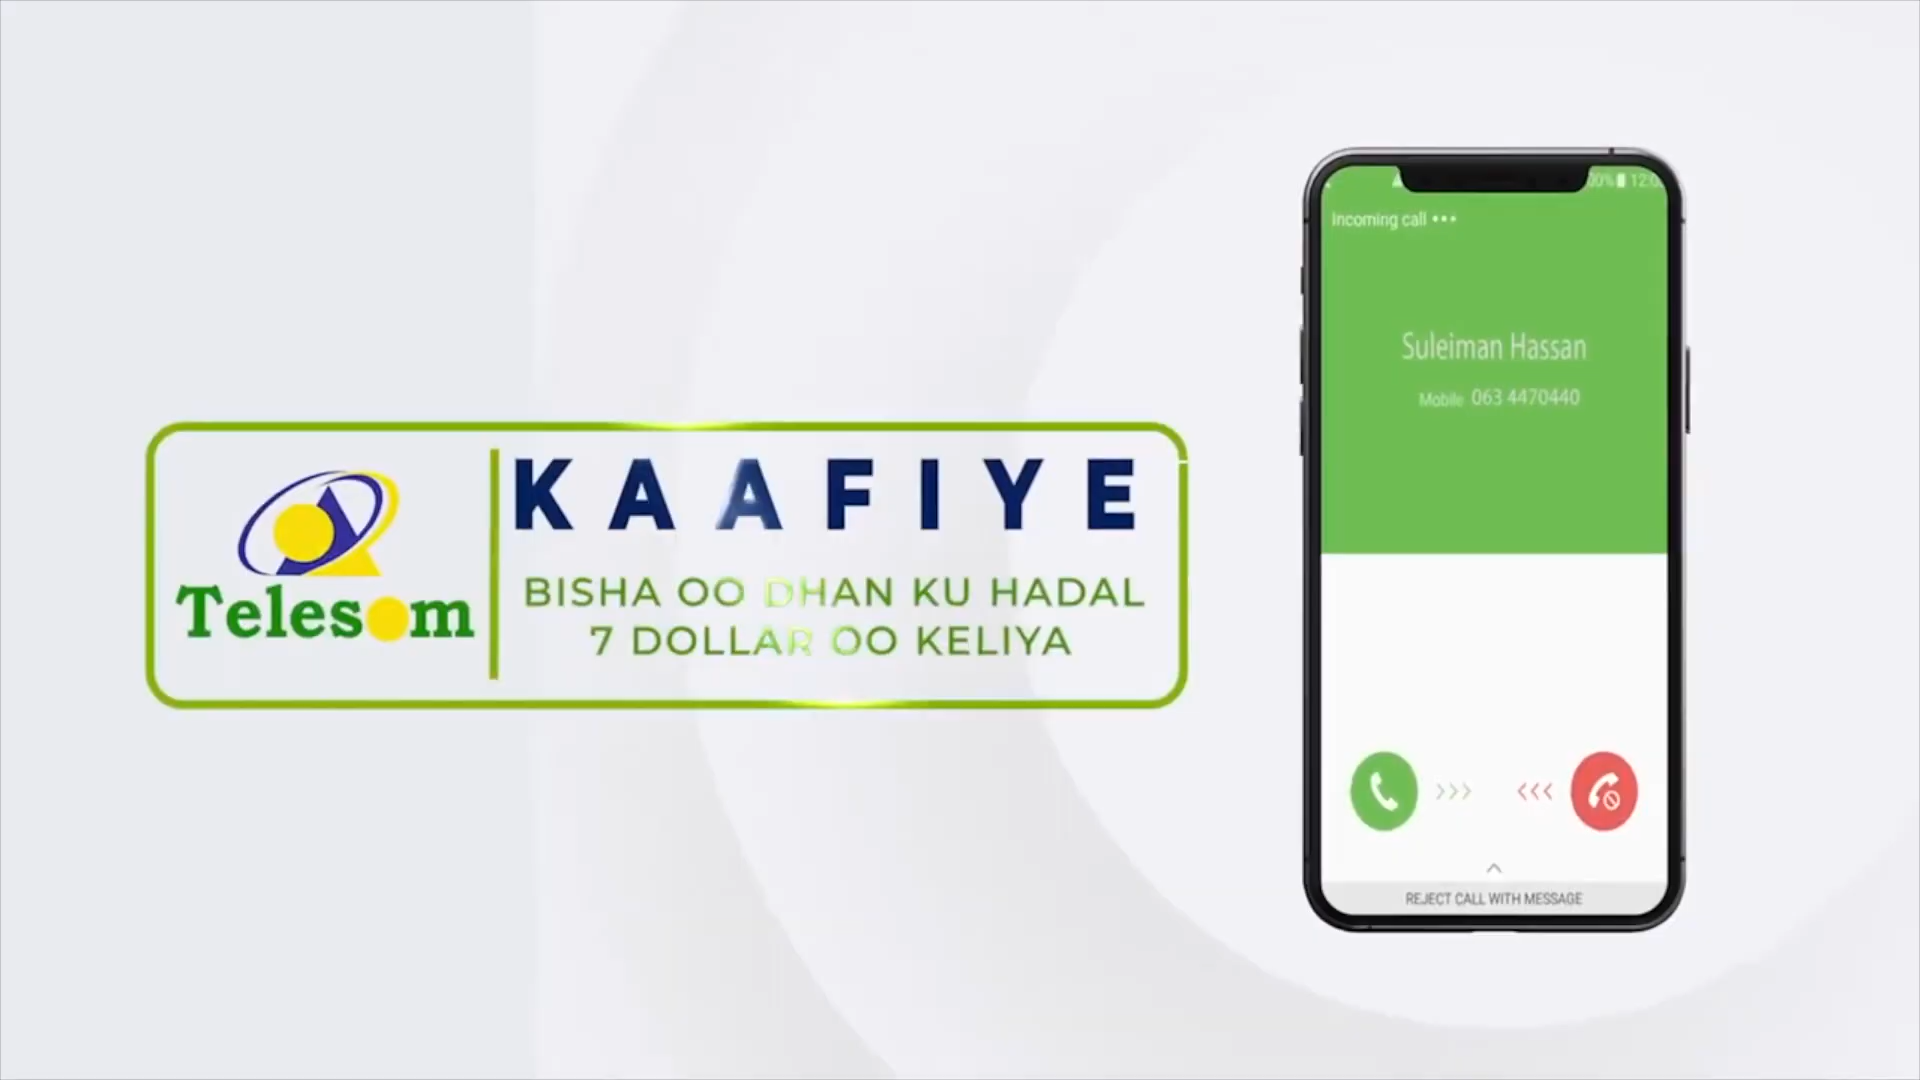 Telesom
KAAFIYE
BISHA OO DHAN KU HADAL
7 DOLLAR OO KELIYA
Incoming call •••
Suleiman Hassan
Mobile 063 4470440
REJECT CALL WITH MESSAGE